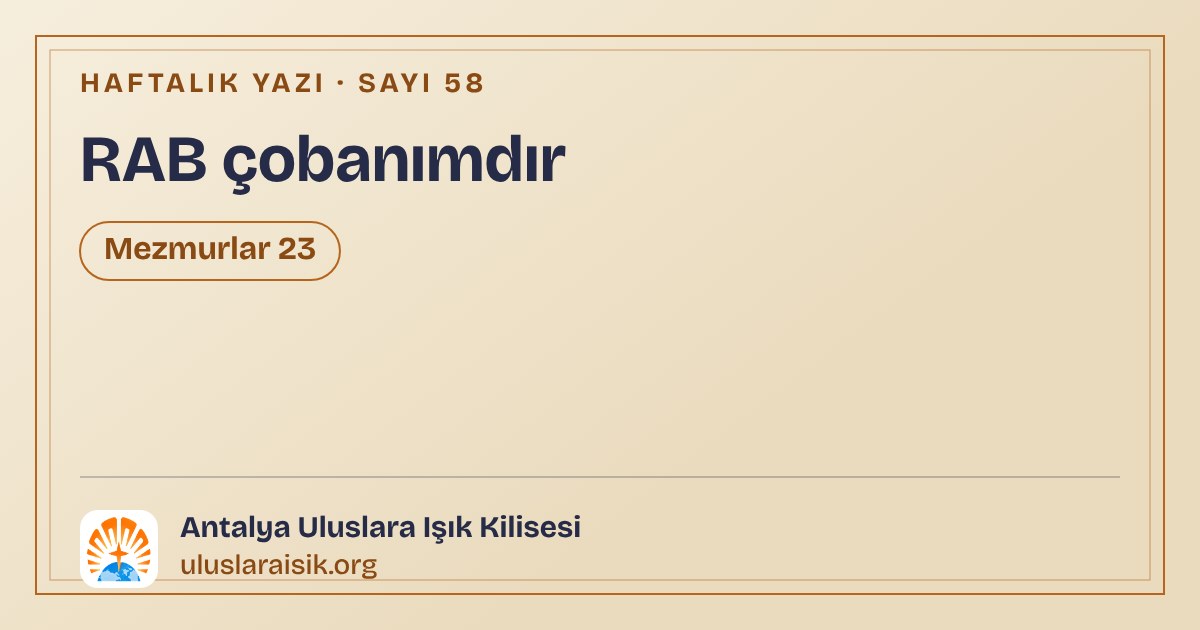 HAFTALIK YAZI · SAYI 58
RAB çobanımdır
Mezmurlar 23
Antalya Uluslara Işık Kilisesi
uluslaraisik.org